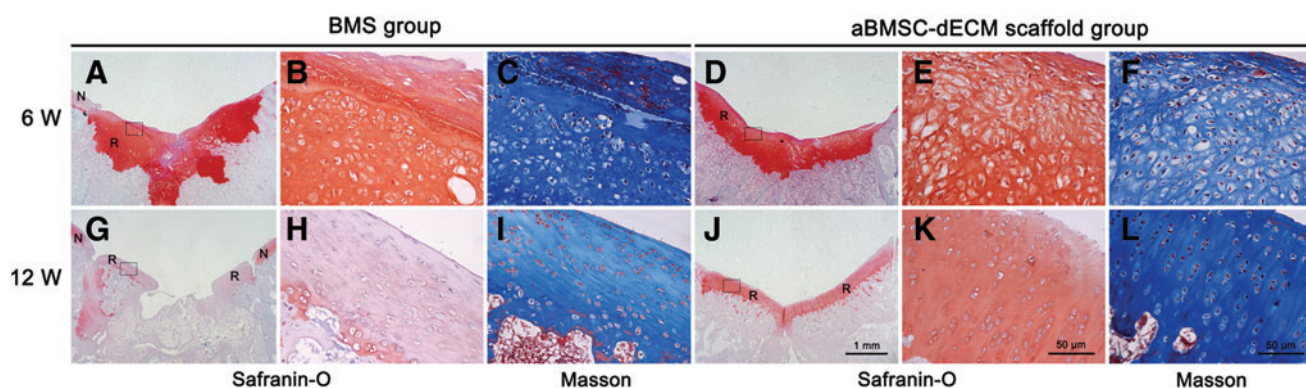 BMS group aBMSC-dECM scaffold group
6 W A N R B C D R E F
12 W G N R R N H I J R R 1 mm K 50 µm L 50 µm
Safranin-O Masson Safranin-O Masson